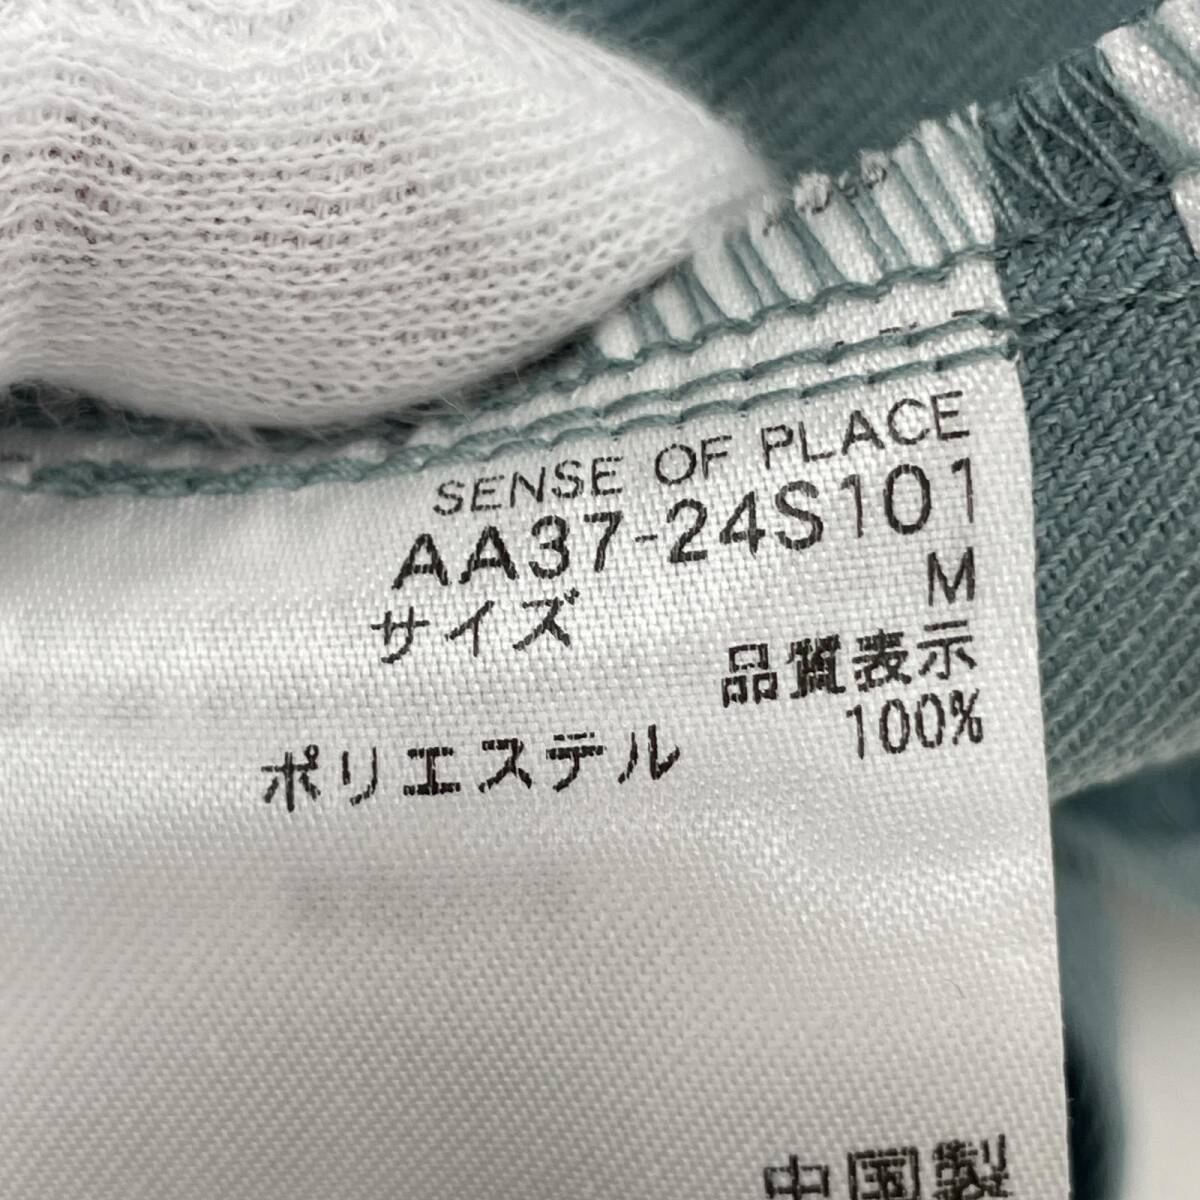 SENSE OF PLACE
AA37-24S101
サイズ M
品質表示
ポリエステル 100%
中国製